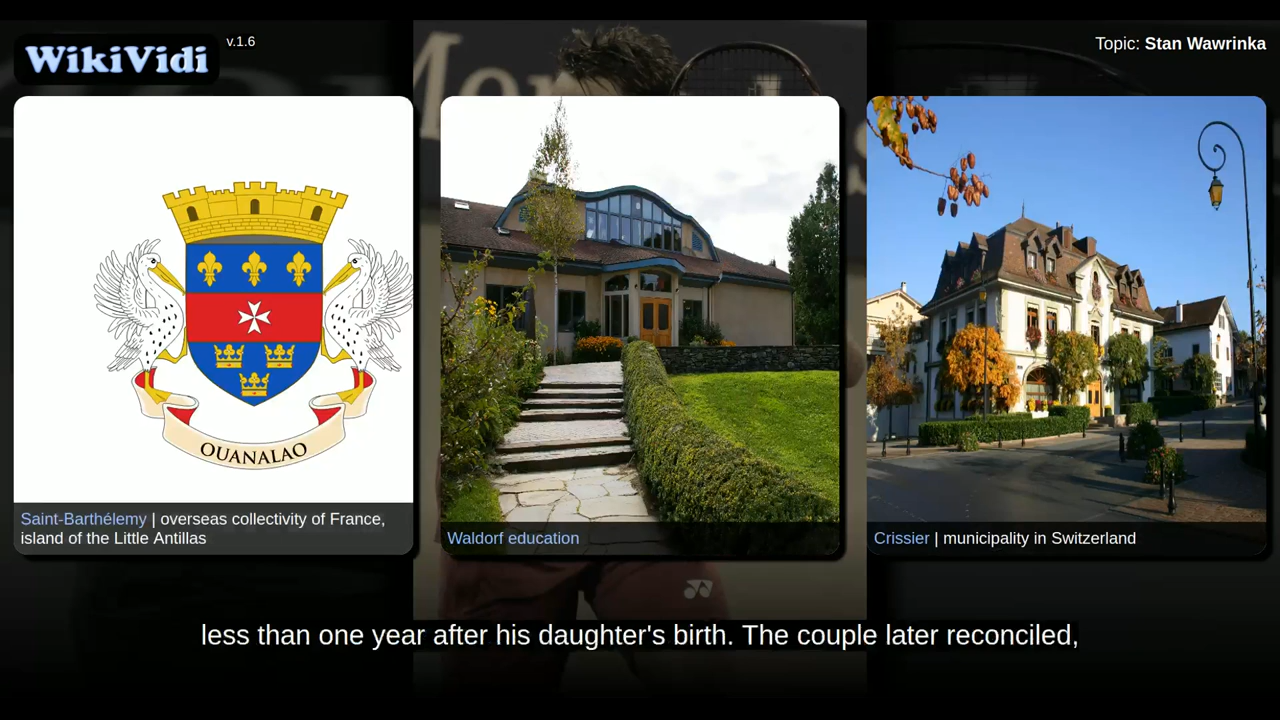 WikiVidi
v.1.6
Topic: Stan Wawrinka
OUANALAO
Saint-Barthélemy | overseas collectivity of France,
island of the Little Antillas
Waldorf education
Crissier | municipality in Switzerland
less than one year after his daughter's birth. The couple later reconciled,